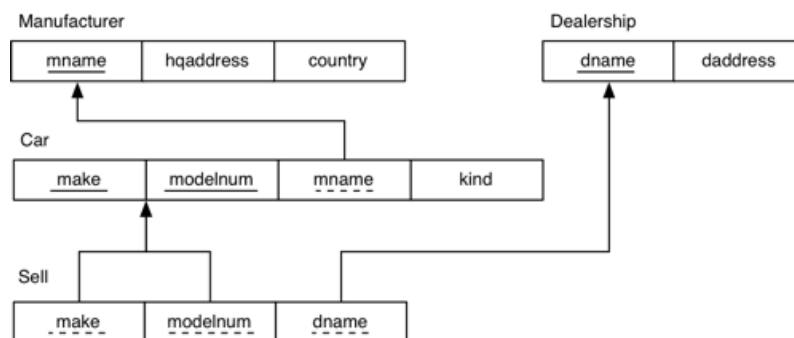 Manufacturer Dealership
mname hqaddress country dname daddress
Car
make modelnum mname kind
Sell
make modelnum dname